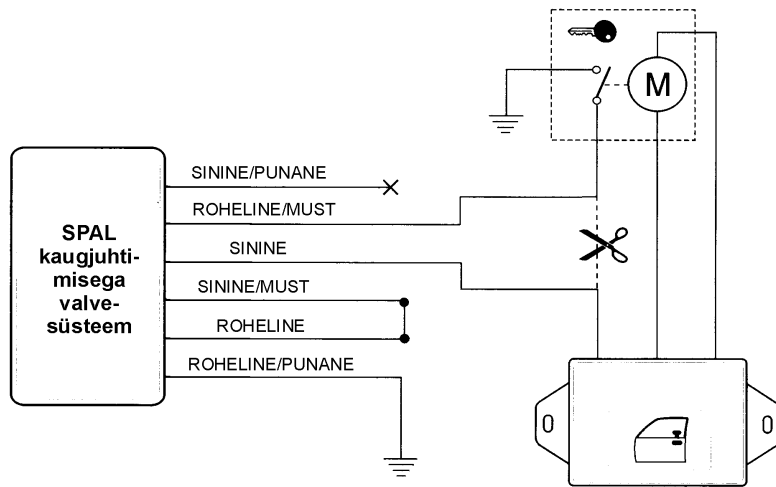 M
SININE/PUNANE
ROHELINE/MUST
SPAL
kaugjuhti-
misega
valve-
süsteem
SININE
SININE/MUST
ROHELINE
ROHELINE/PUNANE